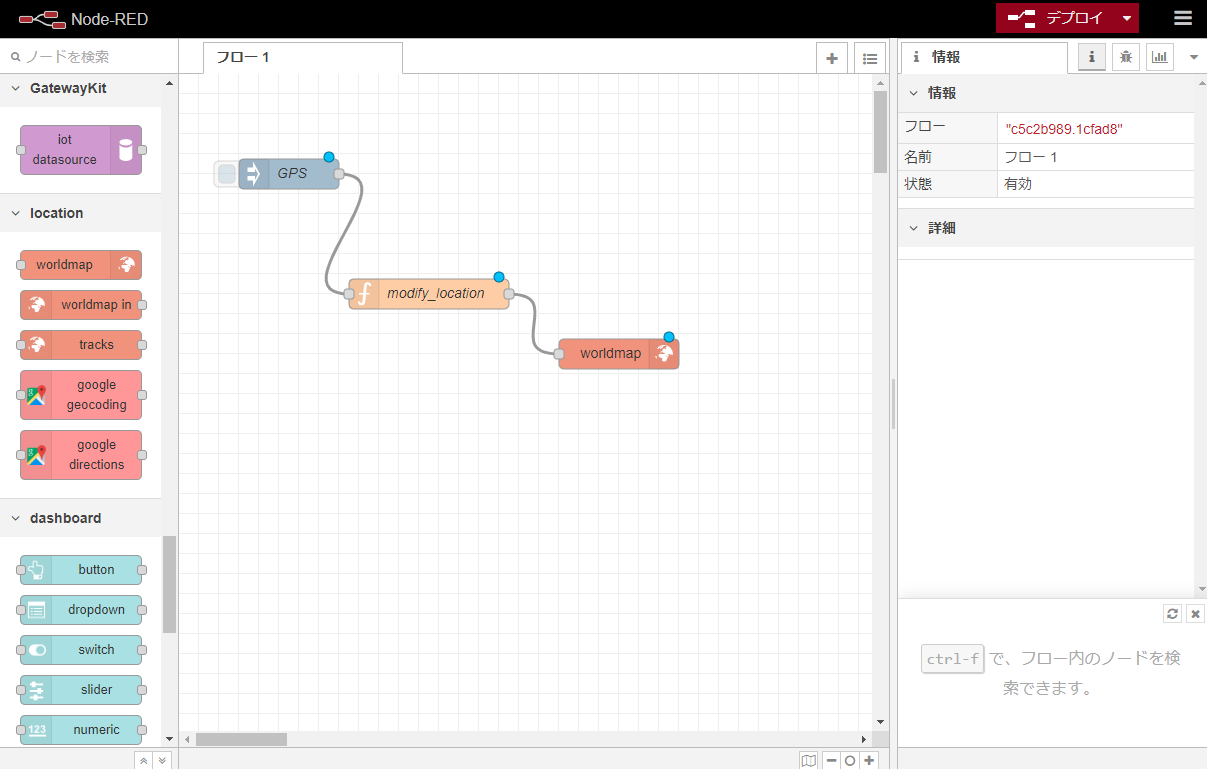 Node-RED
デプロイ
ノードを検索
フロー 1
情報
GatewayKit
iot
datasource
location
worldmap
worldmap in
tracks
google
geocoding
google
directions
dashboard
button
dropdown
switch
slider
123
numeric
GPS
modify_location
worldmap
情報
フロー "c5c2b989.1cfad8"
名前 フロー 1
状態 有効
詳細
ctrl-f で、フロー内のノードを検
索できます。